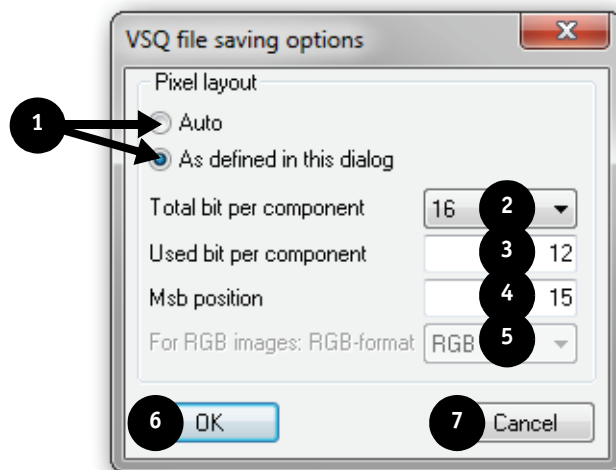 VSQ file saving options
x
Pixel layout
1
Auto
As defined in this dialog
Total bit per component 16 2
Used bit per component 3 12
Msb position 4 15
For RGB images: RGB-format RGB 5
6 OK 7 Cancel